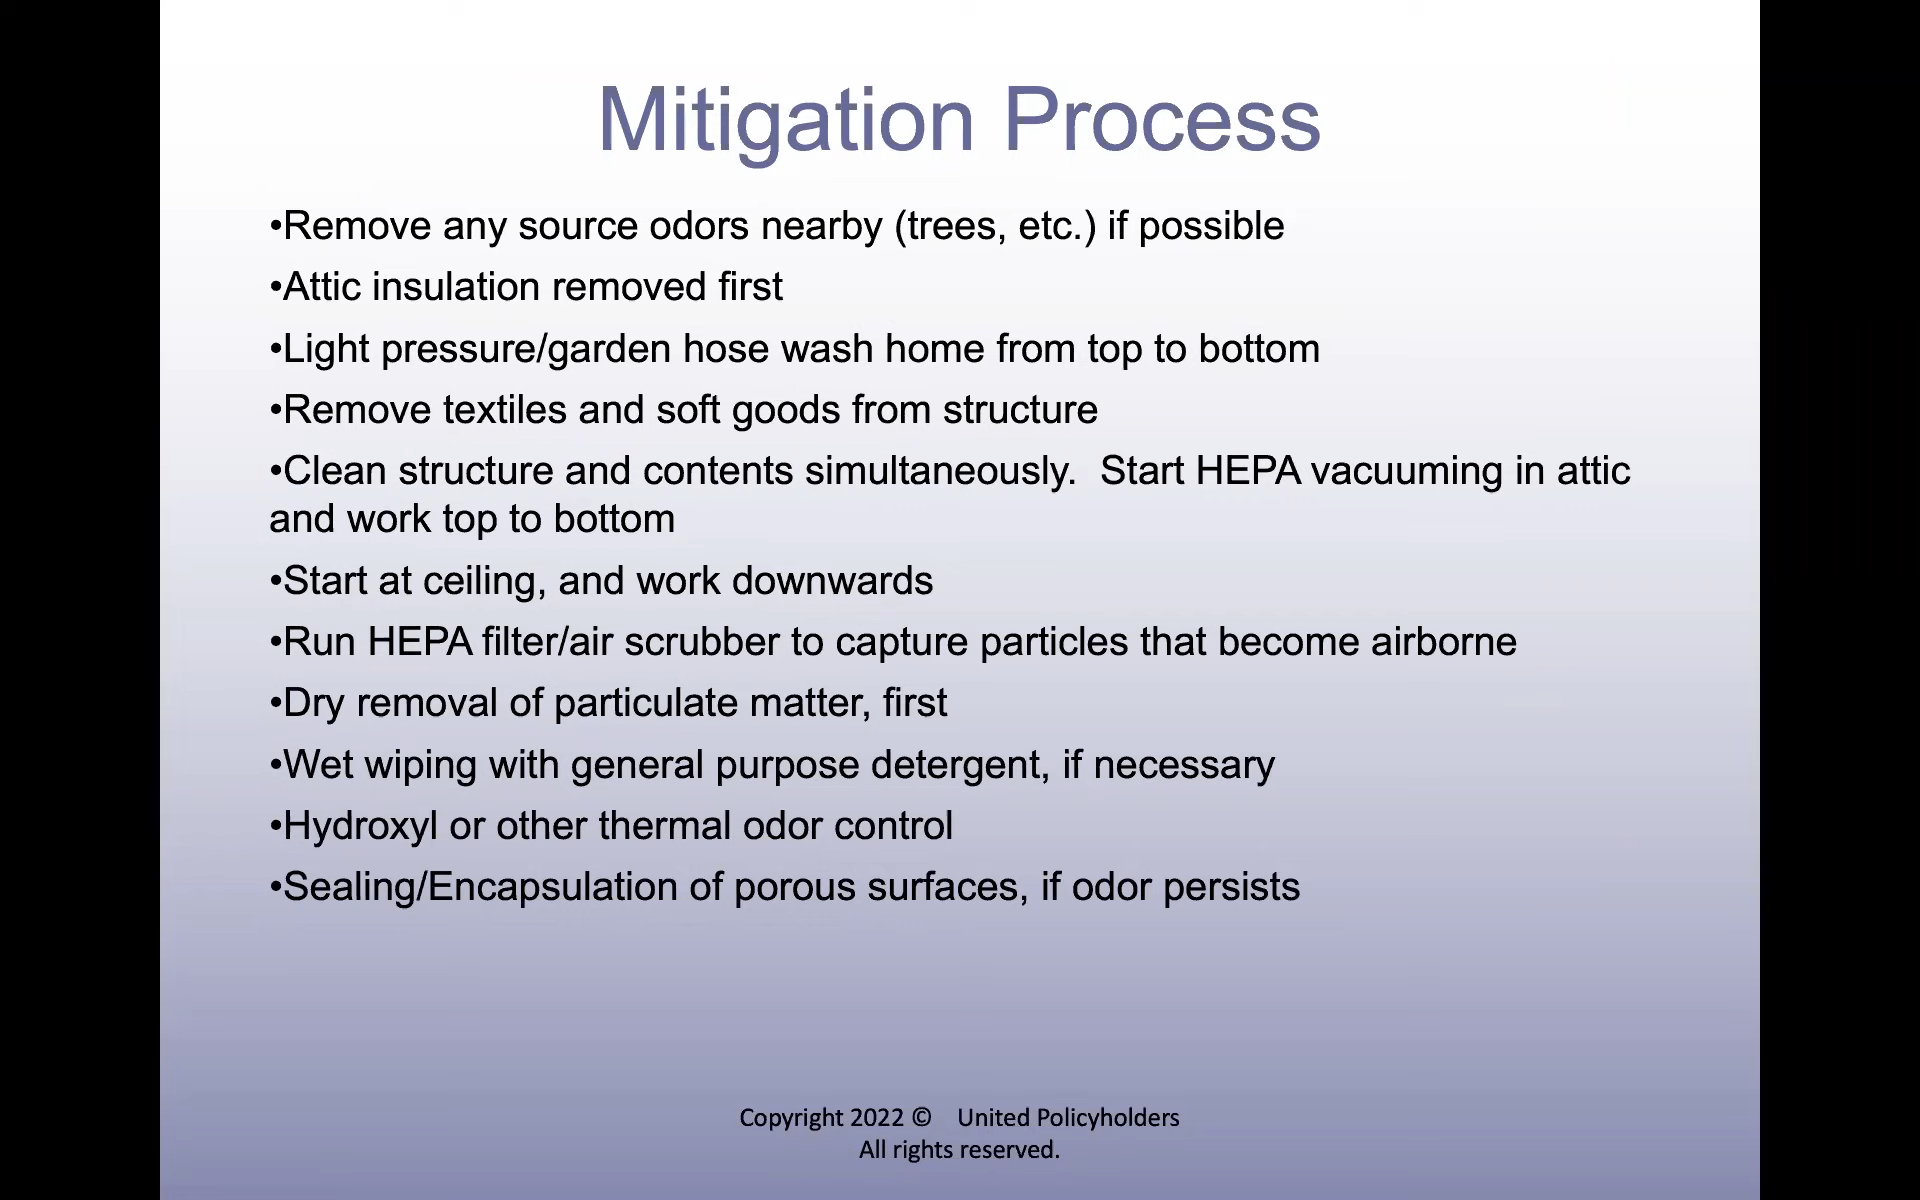 Mitigation Process
•Remove any source odors nearby (trees, etc.) if possible
•Attic insulation removed first
•Light pressure/garden hose wash home from top to bottom
•Remove textiles and soft goods from structure
•Clean structure and contents simultaneously.  Start HEPA vacuuming in attic
and work top to bottom
•Start at ceiling, and work downwards
•Run HEPA filter/air scrubber to capture particles that become airborne
•Dry removal of particulate matter, first
•Wet wiping with general purpose detergent, if necessary
•Hydroxyl or other thermal odor control
•Sealing/Encapsulation of porous surfaces, if odor persists
Copyright 2022 ©   United Policyholders
All rights reserved.